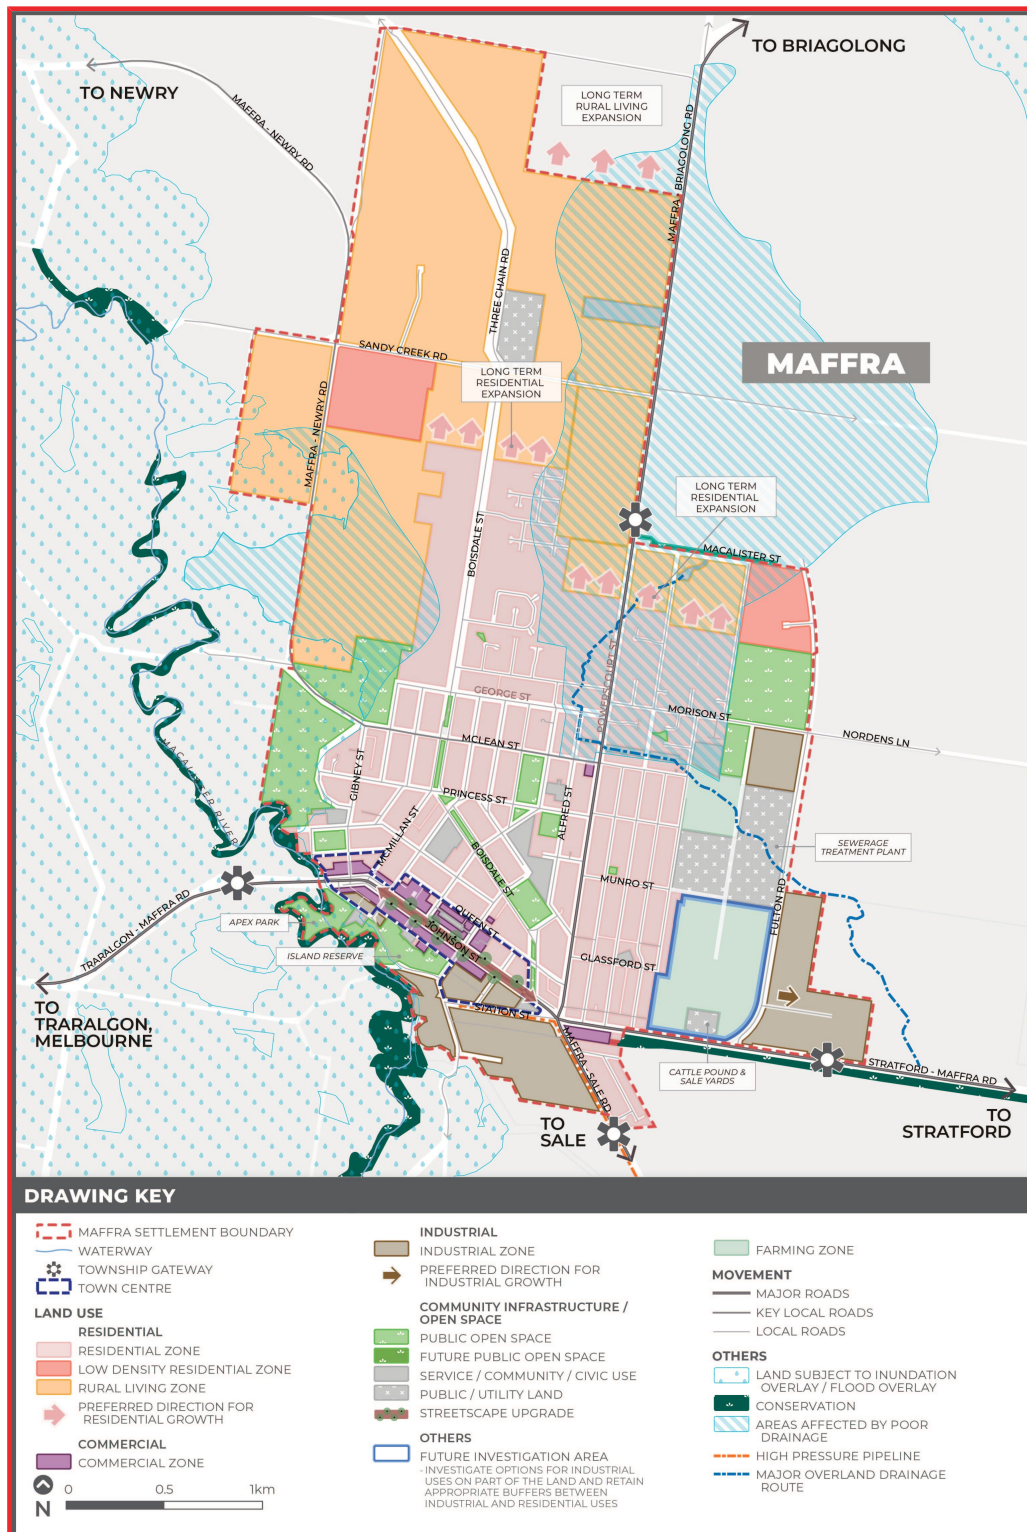 TO BRIAGOLONG
TO NEWRY
MAFFRA - NEWRY RD
LONG TERM
RURAL LIVING
EXPANSION
MAFFRA - BRIAGOLONG RD
THREE CHAIN RD
SANDY CREEK RD
MAFFRA
LONG TERM
RESIDENTIAL
EXPANSION
MAFFRA - NEWRY RD
LONG TERM
RESIDENTIAL
EXPANSION
BOISDALE ST
MACALISTER ST
POWERSCOURT ST
GEORGE ST
MORISON ST
NORDENS LN
MCLEAN ST
MACALISTER RIVER
GIBNEY ST
PRINCESS ST
ALFRED ST
MCMILLAN ST
BOISDALE ST
SEWERAGE
TREATMENT PLANT
MUNRO ST
FULTON RD
QUEEN ST
JOHNSON ST
TRARALGON - MAFFRA RD
APEX PARK
ISLAND RESERVE
GLASSFORD ST
STATION ST
TO
TRARALGON,
MELBOURNE
MAFFRA - SALE RD
CATTLE POUND &
SALE YARDS
STRATFORD - MAFFRA RD
TO
SALE
TO
STRATFORD
DRAWING KEY
MAFFRA SETTLEMENT BOUNDARY
WATERWAY
TOWNSHIP GATEWAY
TOWN CENTRE
LAND USE
RESIDENTIAL
RESIDENTIAL ZONE
LOW DENSITY RESIDENTIAL ZONE
RURAL LIVING ZONE
PREFERRED DIRECTION FOR
RESIDENTIAL GROWTH
COMMERCIAL
COMMERCIAL ZONE
N
0 0.5 1km
INDUSTRIAL
INDUSTRIAL ZONE
PREFERRED DIRECTION FOR
INDUSTRIAL GROWTH
COMMUNITY INFRASTRUCTURE /
OPEN SPACE
PUBLIC OPEN SPACE
FUTURE PUBLIC OPEN SPACE
SERVICE / COMMUNITY / CIVIC USE
PUBLIC / UTILITY LAND
STREETSCAPE UPGRADE
OTHERS
FUTURE INVESTIGATION AREA
- INVESTIGATE OPTIONS FOR INDUSTRIAL
USES ON PART OF THE LAND AND RETAIN
APPROPRIATE BUFFERS BETWEEN
INDUSTRIAL AND RESIDENTIAL USES
FARMING ZONE
MOVEMENT
MAJOR ROADS
KEY LOCAL ROADS
LOCAL ROADS
OTHERS
LAND SUBJECT TO INUNDATION
OVERLAY / FLOOD OVERLAY
CONSERVATION
AREAS AFFECTED BY POOR
DRAINAGE
HIGH PRESSURE PIPELINE
MAJOR OVERLAND DRAINAGE
ROUTE